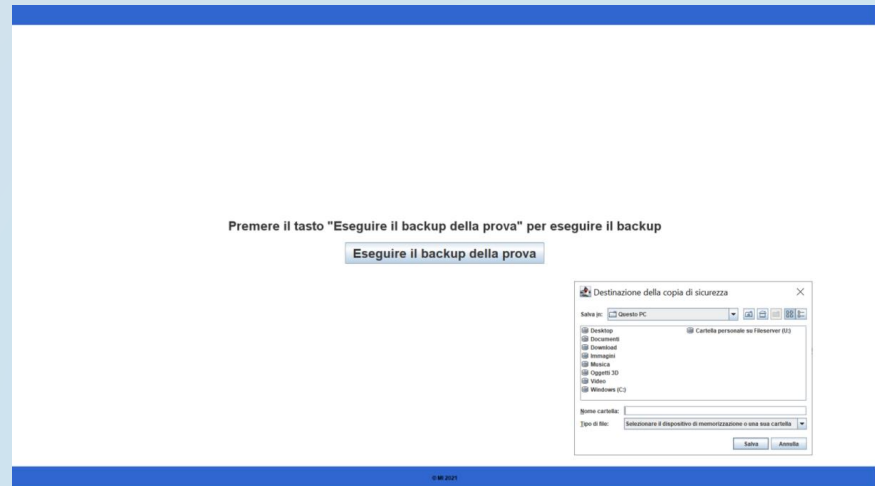 Premere il tasto "Eseguire il backup della prova" per eseguire il backup
Eseguire il backup della prova
Destinazione della copia di sicurezza
Salva in: Questo PC
Desktop
Documenti
Download
Immagini
Musica
Oggetti 3D
Video
Windows (C:)
Cartella personale su Fileserver (U:)
Nome cartella:
Tipo di file: Selezionare il dispositivo di memorizzazione o una sua cartella
Salva Annulla
© MI 2021